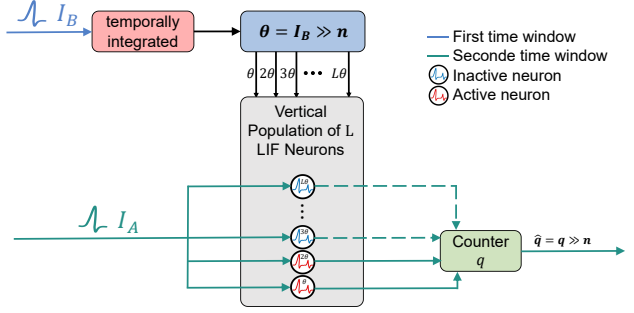 I_B
temporally
integrated
θ = I_B ≫ n
θ 2θ 3θ ••• Lθ
First time window
Seconde time window
Inactive neuron
Active neuron
Vertical
Population of L
LIF Neurons
Lθ
I_A
3θ
2θ
θ
Counter
q
q̂ = q ≫ n